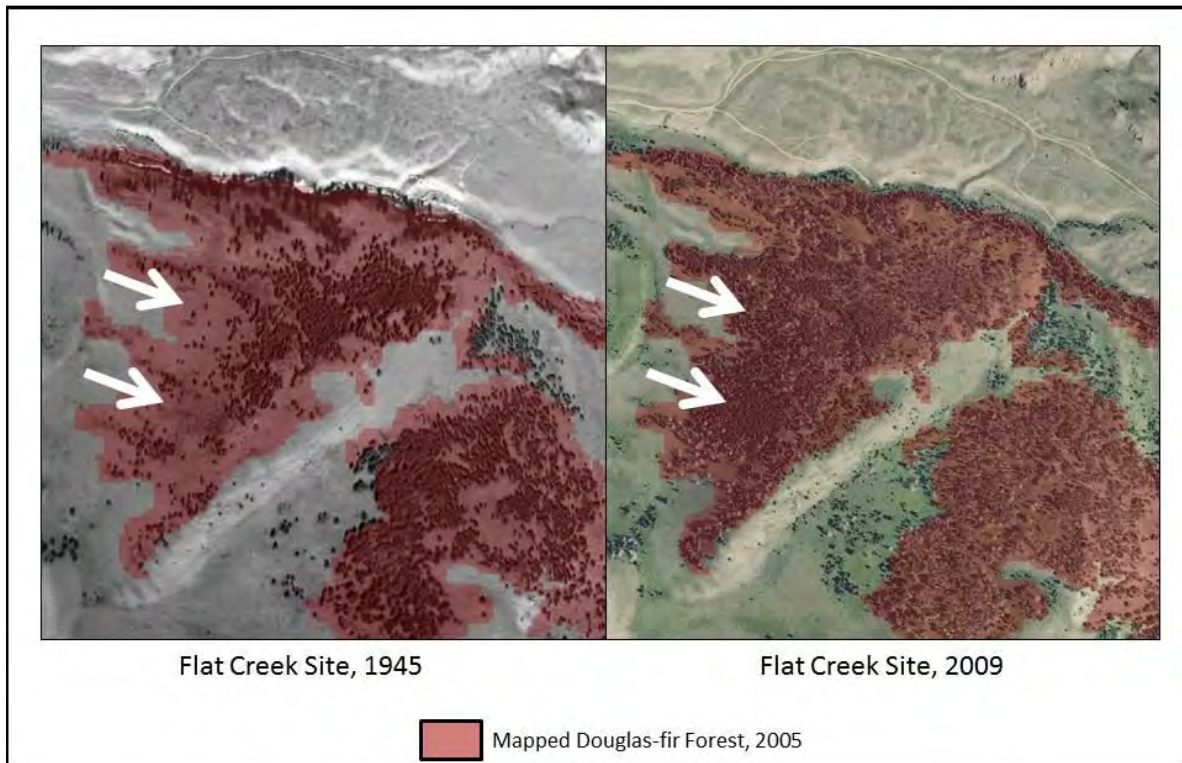 Flat Creek Site, 1945
Flat Creek Site, 2009
Mapped Douglas-fir Forest, 2005